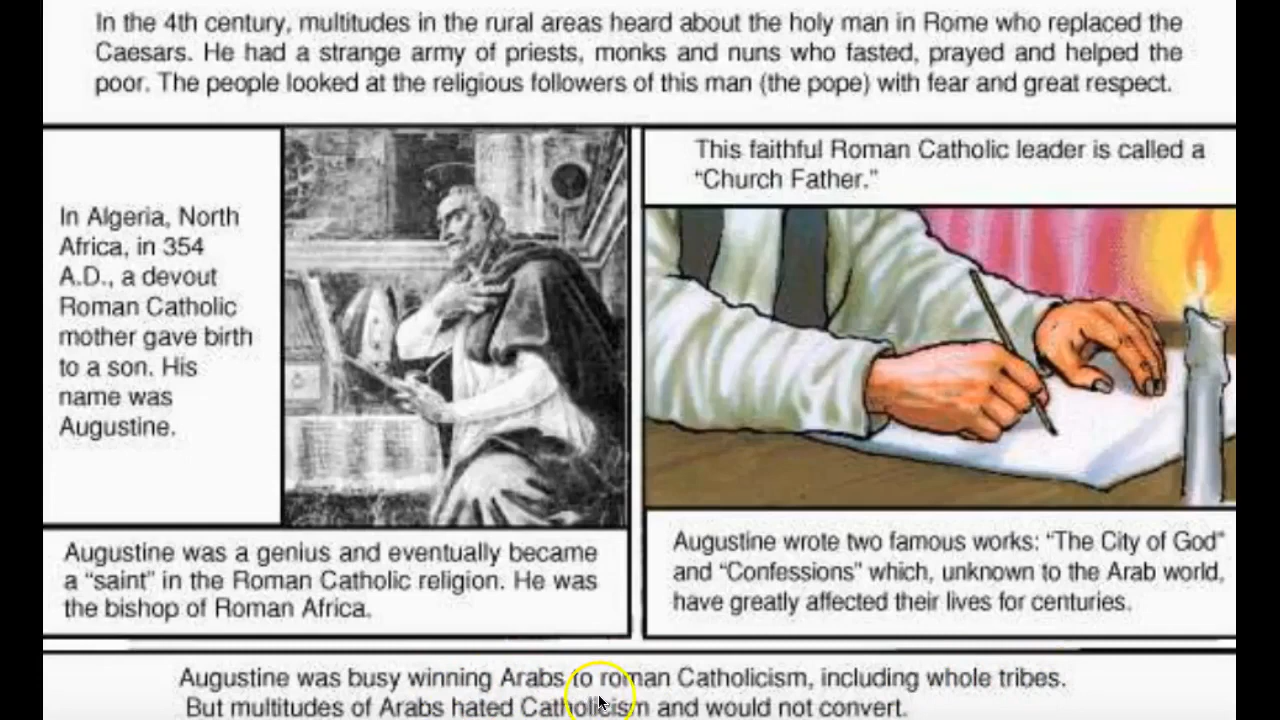 In the 4th century, multitudes in the rural areas heard about the holy man in Rome who replaced the
Caesars. He had a strange army of priests, monks and nuns who fasted, prayed and helped the
poor. The people looked at the religious followers of this man (the pope) with fear and great respect.
In Algeria, North
Africa, in 354
A.D., a devout
Roman Catholic
mother gave birth
to a son. His
name was
Augustine.
Augustine was a genius and eventually became
a “saint” in the Roman Catholic religion. He was
the bishop of Roman Africa.
This faithful Roman Catholic leader is called a
“Church Father.”
Augustine wrote two famous works: “The City of God”
and “Confessions” which, unknown to the Arab world,
have greatly affected their lives for centuries.
Augustine was busy winning Arabs to roman Catholicism, including whole tribes.
But multitudes of Arabs hated Catholicism and would not convert.